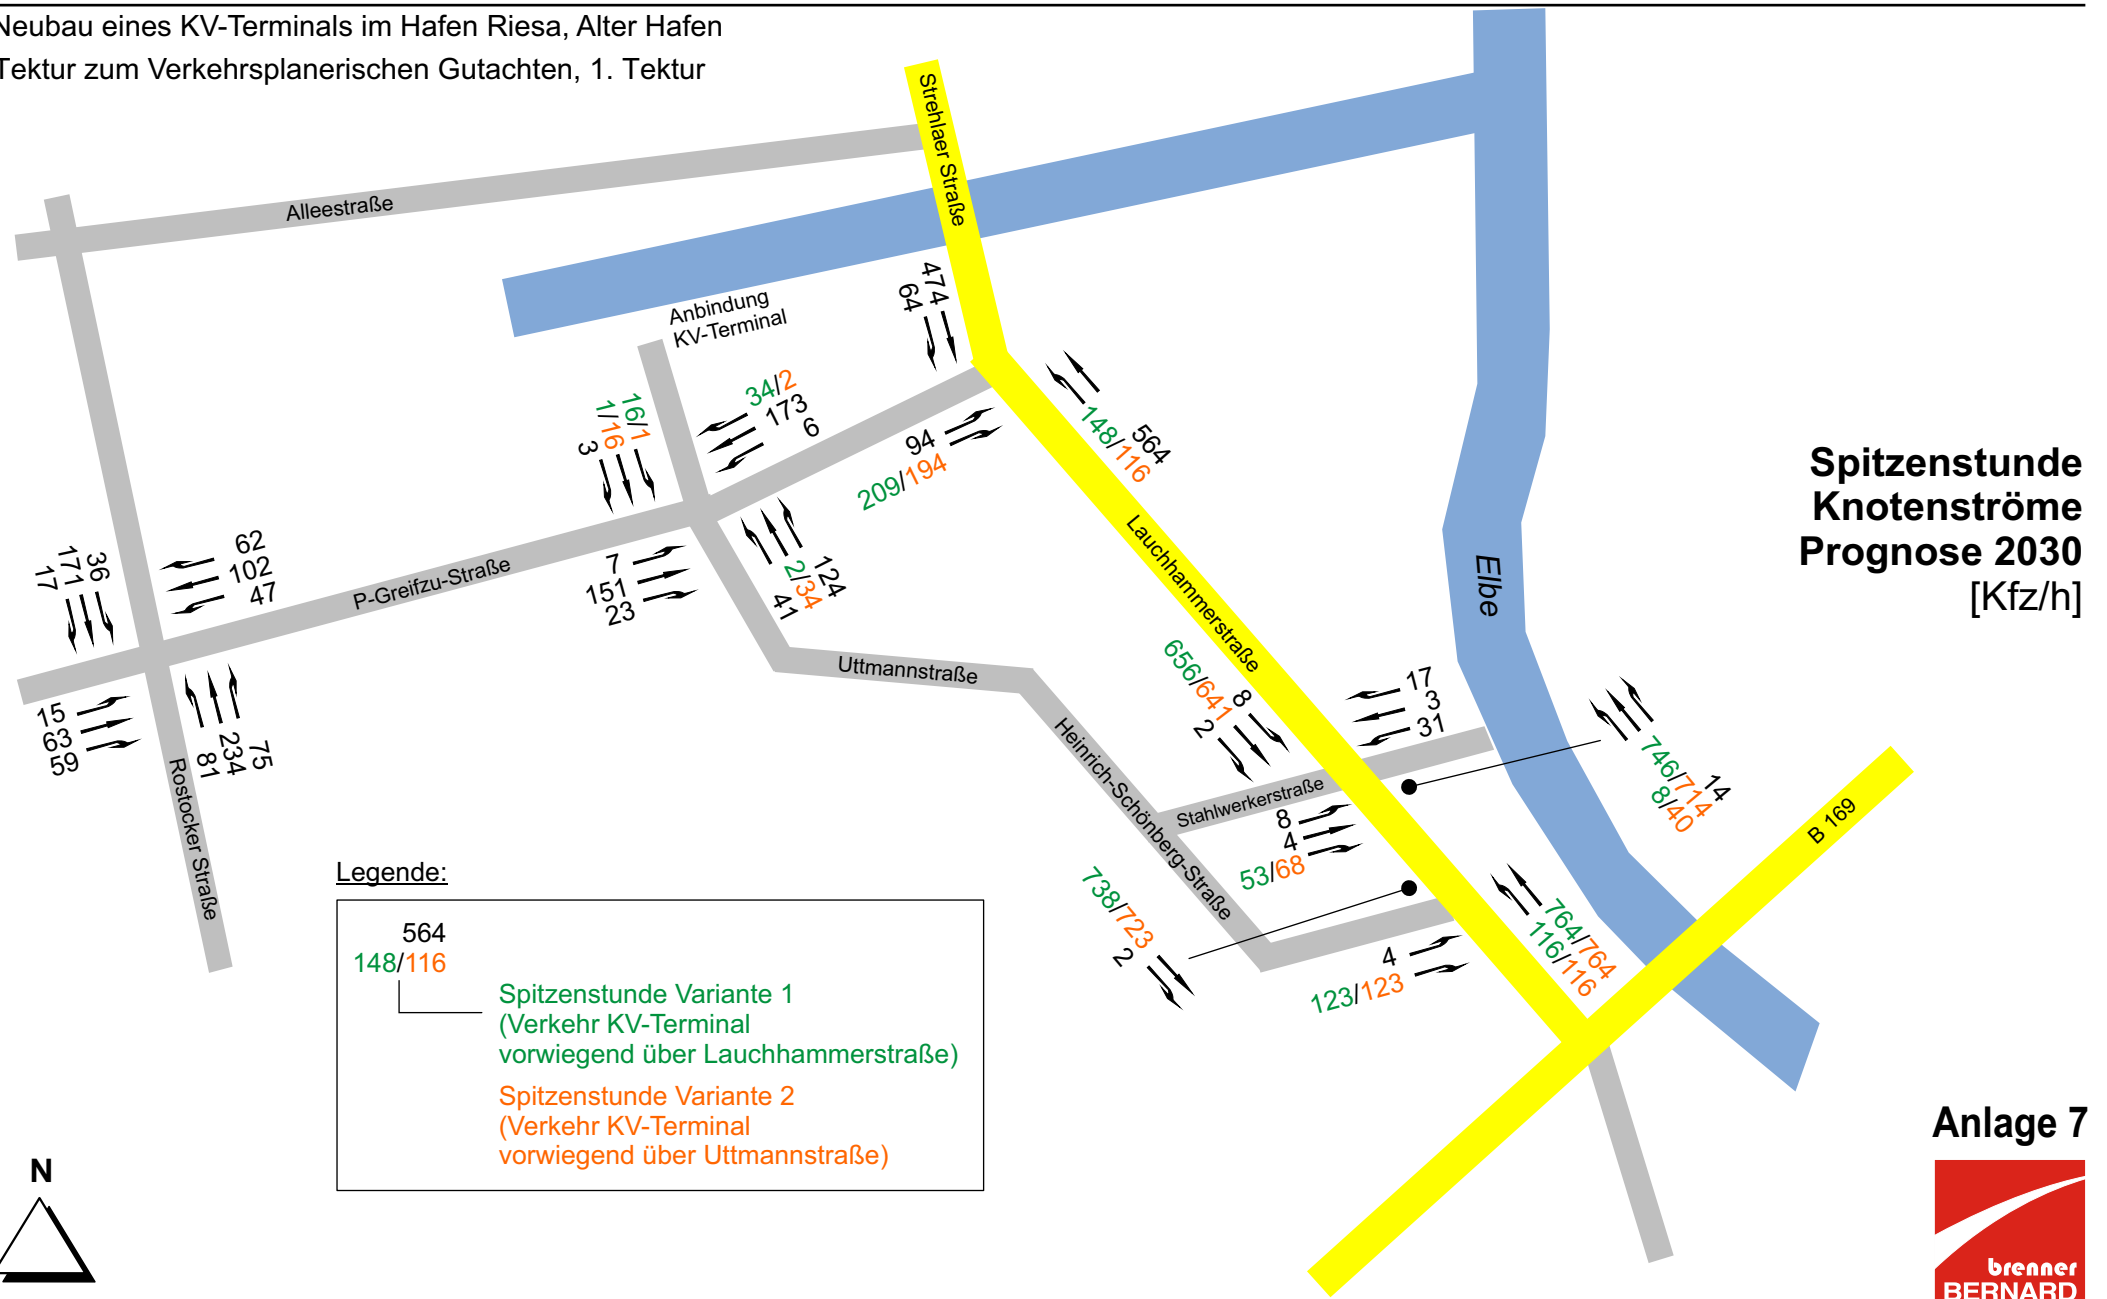 Neubau eines KV-Terminals im Hafen Riesa, Alter Hafen
Tektur zum Verkehrsplanerischen Gutachten, 1. Tektur
Strehlaer Straße
Alleestraße
Anbindung
KV-Terminal
474
64
34/2
173
6
16/1
1/16
3
94
209/194
564
148/116
Spitzenstunde
Knotenströme
Prognose 2030
[Kfz/h]
62
102
47
36
171
17
P-Greifzu-Straße
7
151
23
124
2/34
41
Lauchhammerstraße
Elbe
Uttmannstraße
8
656/641
2
17
3
31
15
63
59
75
234
81
Rostocker Straße
Heinrich-Schönberg-Straße
Stahlwerkerstraße
8
4
53/68
14
746/714
8/40
B 169
738/723
2
4
123/123
764/764
116/116
Legende:
564
148/116
Spitzenstunde Variante 1
(Verkehr KV-Terminal
vorwiegend über Lauchhammerstraße)
Spitzenstunde Variante 2
(Verkehr KV-Terminal
vorwiegend über Uttmannstraße)
N
Anlage 7
brenner
BERNARD